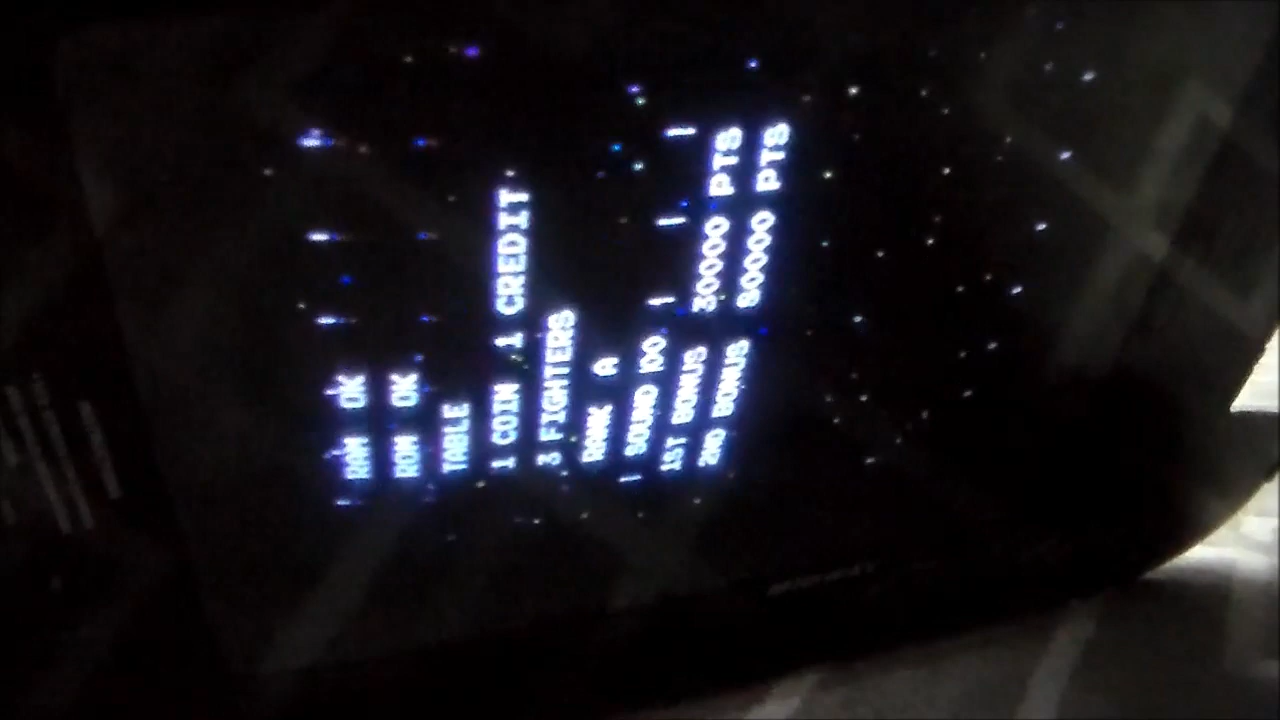 RAM OK
ROM OK
TABLE
1 COIN 1 CREDIT
3 FIGHTERS
RANK A
SOUND 00
1ST BONUS 30000 PTS
2ND BONUS 80000 PTS